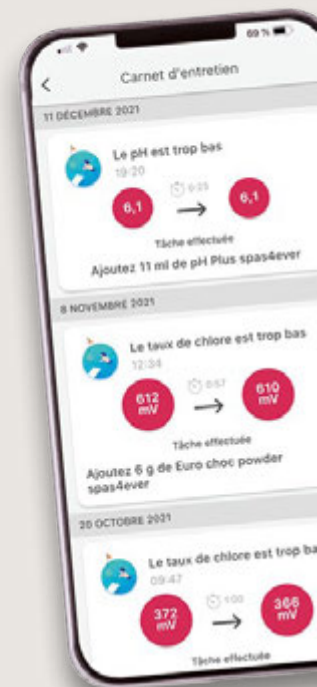 69 %
Carnet d'entretien
11 DÉCEMBRE 2021
Le pH est trop bas
19:20
6,1
→
6,1
Tâche effectuée
Ajoutez 11 ml de pH Plus spas4ever
8 NOVEMBRE 2021
Le taux de chlore est trop bas
12:34
612 mV
0:57
→
610 mV
Tâche effectuée
Ajoutez 6 g de Euro choc powder
spas4ever
Le taux de chlore est trop ba
09:47
372 mV
1:00
→
366 mV
Tâche effectuée